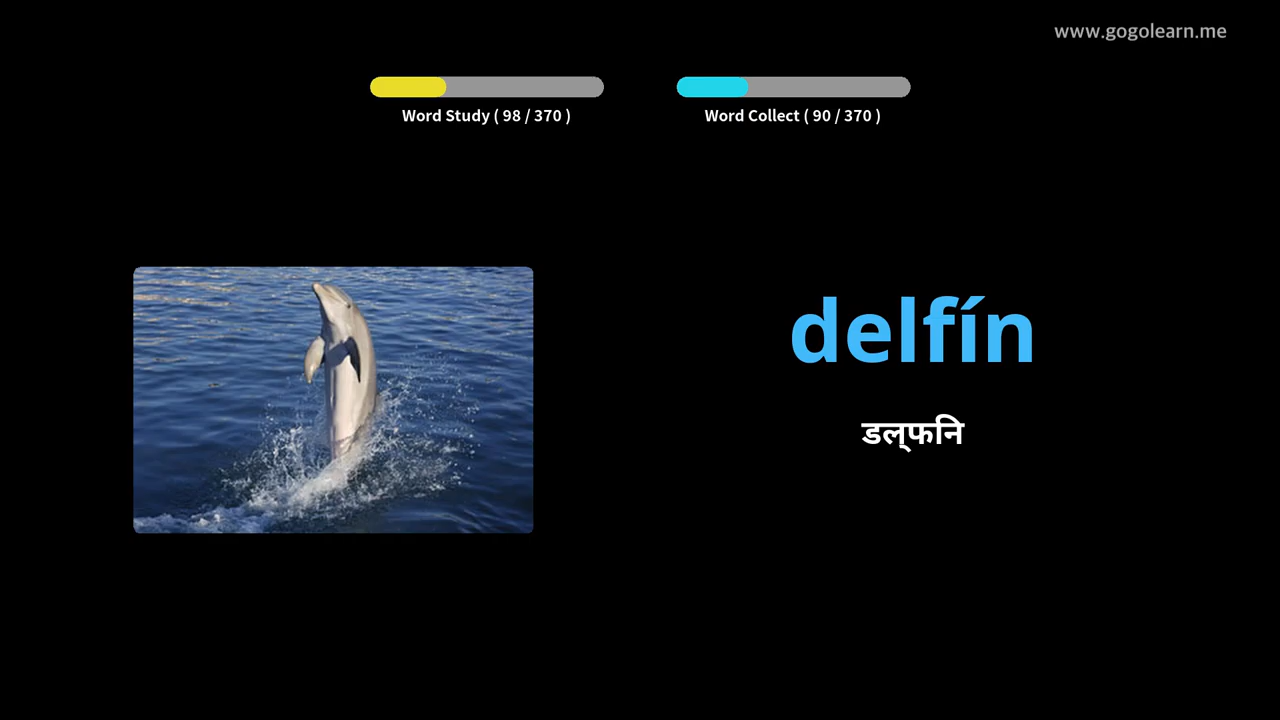 www.gogolearn.me
Word Study ( 98 / 370 )
Word Collect ( 90 / 370 )
delfín
डल्फनि